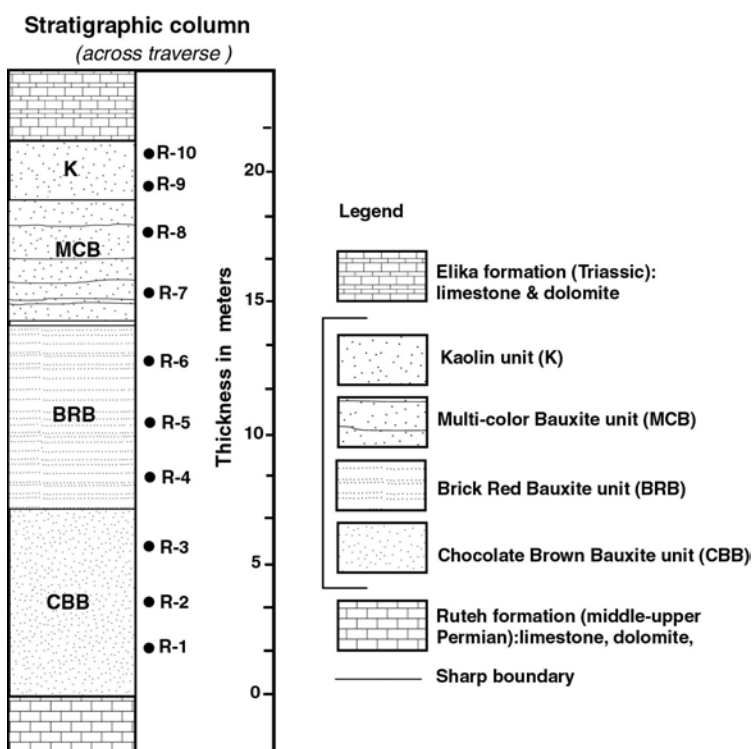 Stratigraphic column
(across traverse )
K
MCB
BRB
CBB
R-10
R-9
R-8
R-7
R-6
R-5
R-4
R-3
R-2
R-1
Thickness in meters
20
15
10
5
0
Legend
Elika formation (Triassic):
limestone & dolomite
Kaolin unit (K)
Multi-color Bauxite unit (MCB)
Brick Red Bauxite unit (BRB)
Chocolate Brown Bauxite unit (CBB)
Ruteh formation (middle-upper
Permian):limestone, dolomite,
Sharp boundary